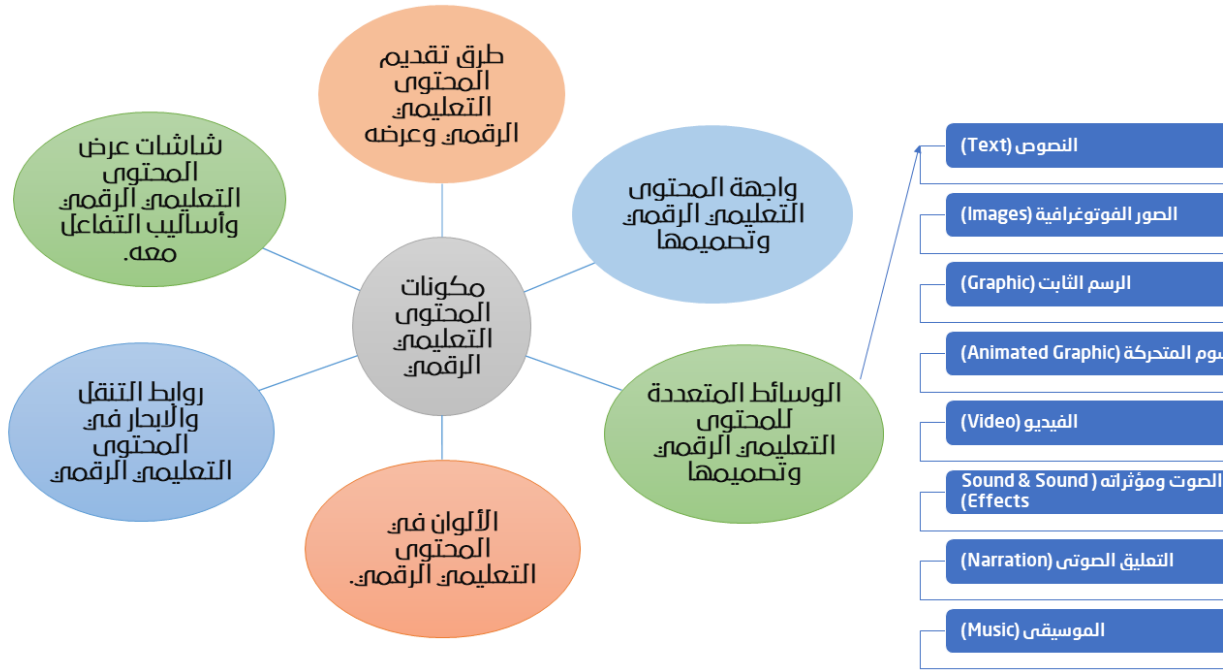 طرق تقديم
المحتوى
التعليمي
الرقمي وعرضه
واجهة المحتوى
التعليمي الرقمي
وتصميمها
الوسائط المتعددة
للمحتوى
التعليمي الرقمي
وتصميمها
الألوان في
المحتوى
التعليمي الرقمي.
روابط التنقل
والابحار في
المحتوى
التعليمي الرقمي
شاشات عرض
المحتوى
التعليمي الرقمي
وأساليب التفاعل
معه.
مكونات
المحتوى
التعليمي
الرقمي
النصوص (Text)
الصور الفوتوغرافية (Images)
الرسم الثابت (Graphic)
المتحركة (Animated Graphic)
الفيديو (Video)
الصوت ومؤثراته ( Sound & Sound
Effects)
التعليق الصوتى (Narration)
الموسيقى (Music)